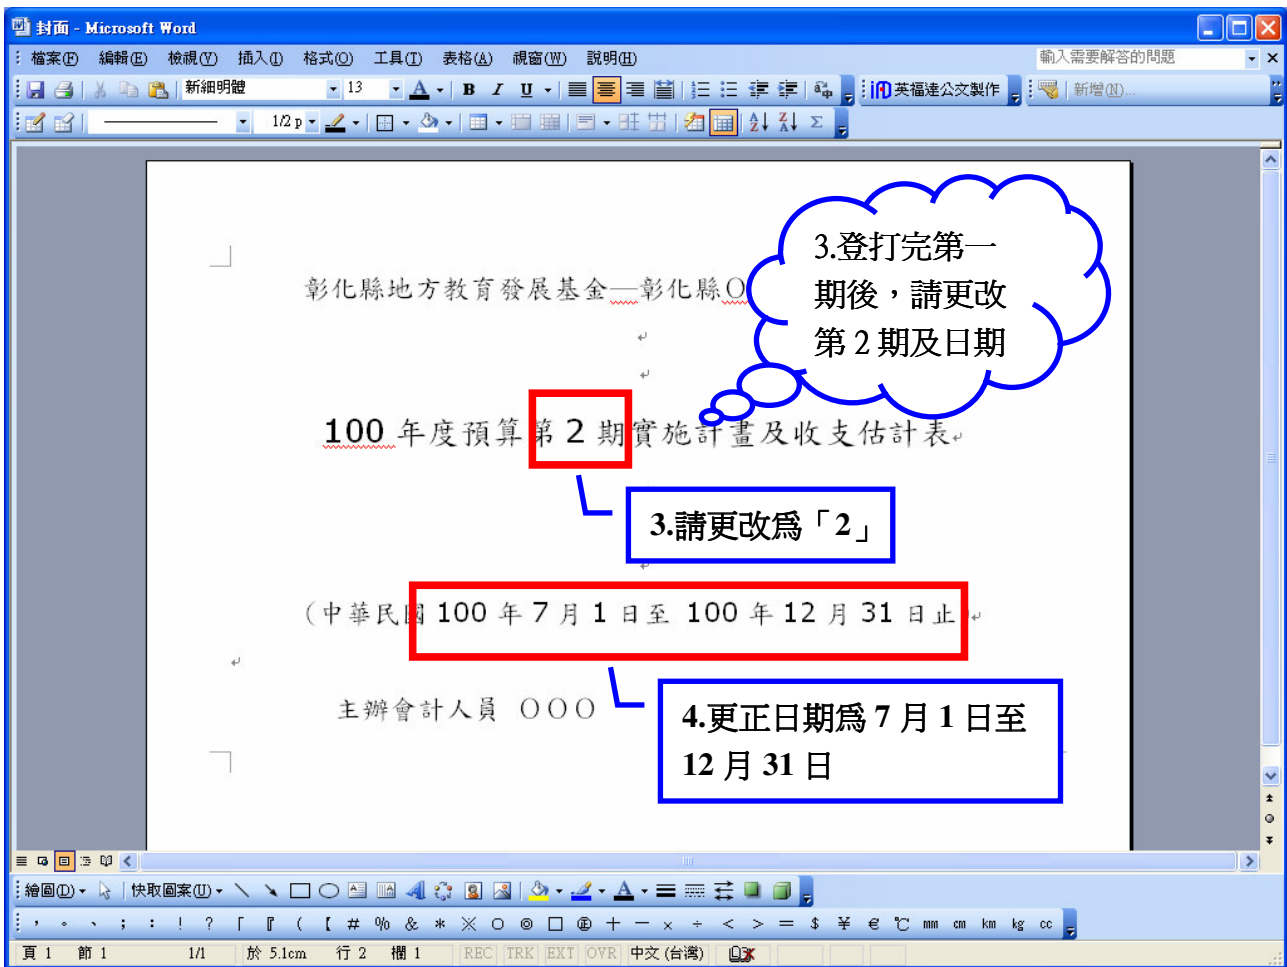 封面 - Microsoft Word
檔案(F) 編輯(E) 檢視(V) 插入(I) 格式(O) 工具(T) 表格(A) 視窗(W) 說明(H) 輸入需要解答的問題
新細明體 13 A B I U 英福達公文製作 新增(N)...
1/2 p
3.登打完第一
期後，請更改
第 2 期及日期
彰化縣地方教育發展基金—彰化縣〇
100 年度預算第 2 期實施計畫及收支估計表
3.請更改為「2」
(中華民國 100 年 7 月 1 日至 100 年 12 月 31 日止
主辦會計人員 〇〇〇
4.更正日期為 7 月 1 日至
12 月 31 日
繪圖(D) 快取圖案(U)
， 。 、 ； ： ！ ？ 「 『 （ 【 # % & * ※ ○ ◎ □ ＋ － × ÷ ＜ ＞ ＝ $ ¥ € ℃ mm cm km kg cc
頁 1 節 1 1/1 於 5.1cm 行 2 欄 1 REC TRK EXT OVR 中文 (台灣)